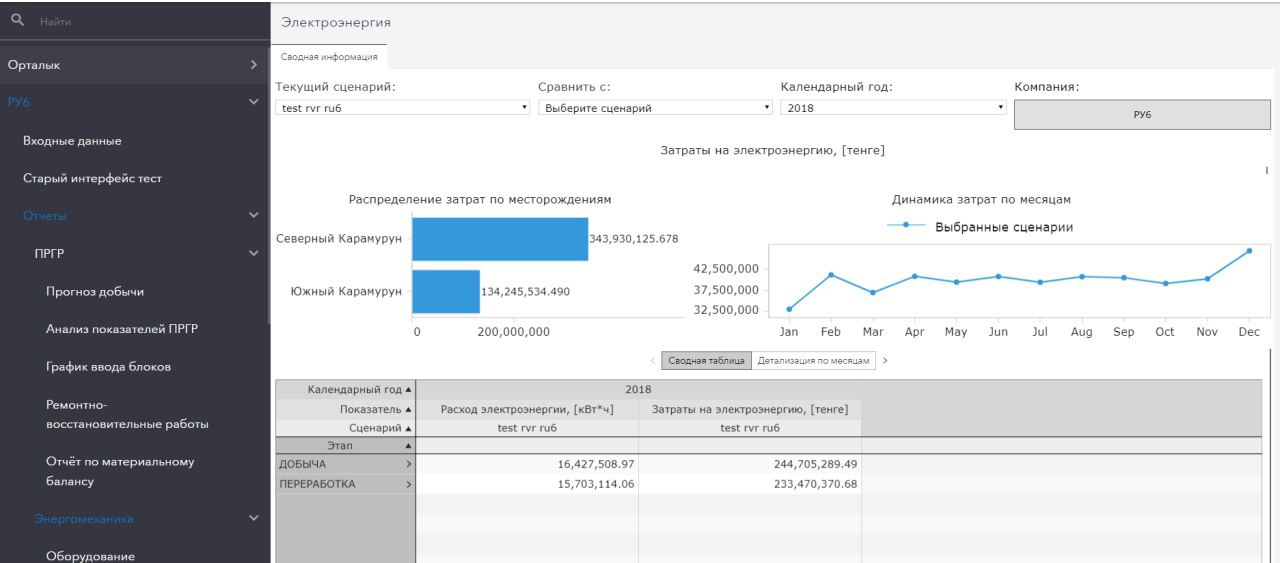 Найти
Орталык
РУ6
Входные данные
Старый интерфейс тест
Отчеты
ПРГР
Прогноз добычи
Анализ показателей ПРГР
График ввода блоков
Ремонтно-
восстановительные работы
Отчёт по материальному
балансу
Энергомеханика
Оборудование
Электроэнергия
Сводная информация
Текущий сценарий: Сравнить с: Календарный год: Компания:
test rvr ru6 Выберите сценарий 2018 РУ6
Затраты на электроэнергию, [тенге]
Распределение затрат по месторождениям
Северный Карамурун 343,930,125.678
Южный Карамурун 134,245,534.490
0 200,000,000
Динамика затрат по месяцам
Выбранные сценарии
42,500,000
37,500,000
32,500,000
Jan Feb Mar Apr May Jun Jul Aug Sep Oct Nov Dec
Сводная таблица Детализация по месяцам
Календарный год 2018
Показатель Расход электроэнергии, [кВт*ч] Затраты на электроэнергию, [тенге]
Сценарий test rvr ru6 test rvr ru6
Этап
ДОБЫЧА 16,427,508.97 244,705,289.49
ПЕРЕРАБОТКА 15,703,114.06 233,470,370.68